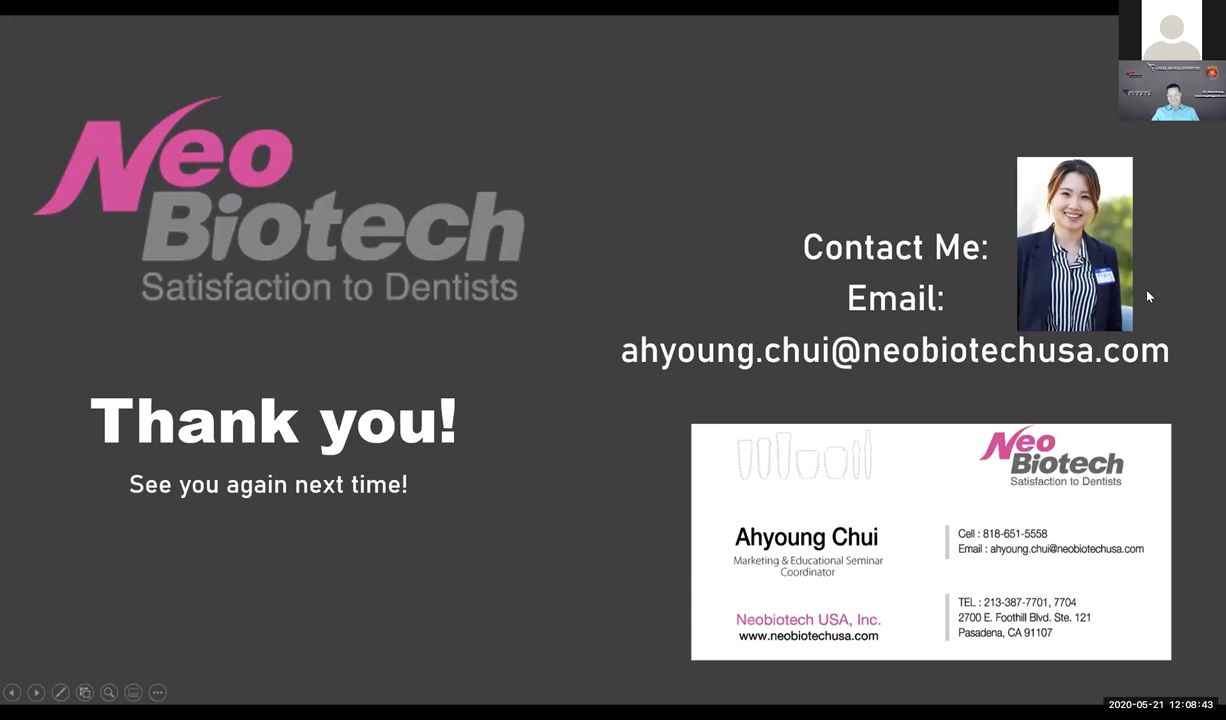 Neo
Biotech
Satisfaction to Dentists
Thank you!
See you again next time!
Contact Me:
Email:
ahyoung.chui@neobiotechusa.com
Neo
Biotech
Satisfaction to Dentists
Ahyoung Chui
Marketing & Educational Seminar
Coordinator
Neobiotech USA, Inc.
www.neobiotechusa.com
Cell : 818-651-5558
Email : ahyoung.chui@neobiotechusa.com
TEL : 213-387-7701, 7704
2700 E. Foothill Blvd. Ste. 121
Pasadena, CA 91107
2020-05-21 12:08:43